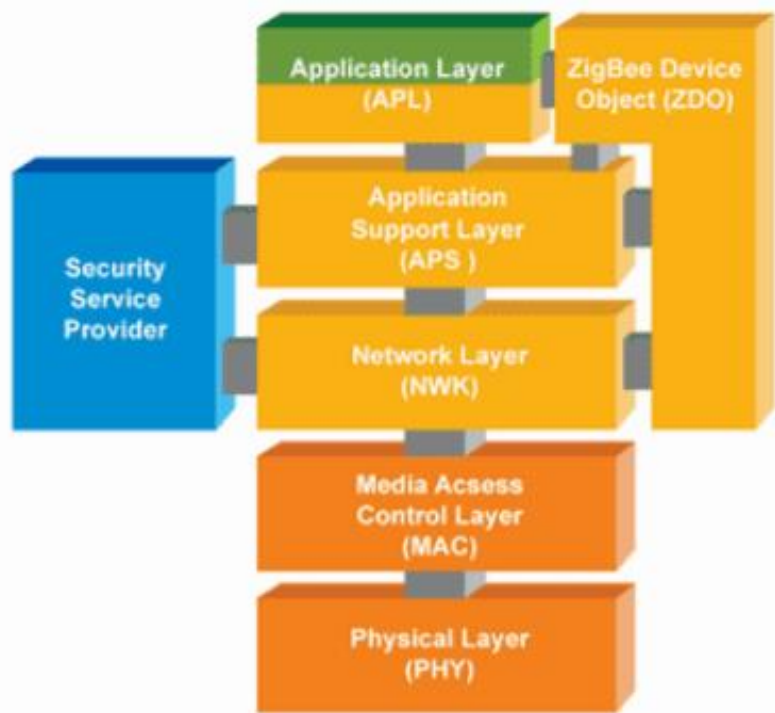 Application Layer
(APL)
ZigBee Device
Object (ZDO)
Application
Support Layer
(APS )
Security
Service
Provider
Network Layer
(NWK)
Media Acsess
Control Layer
(MAC)
Physical Layer
(PHY)